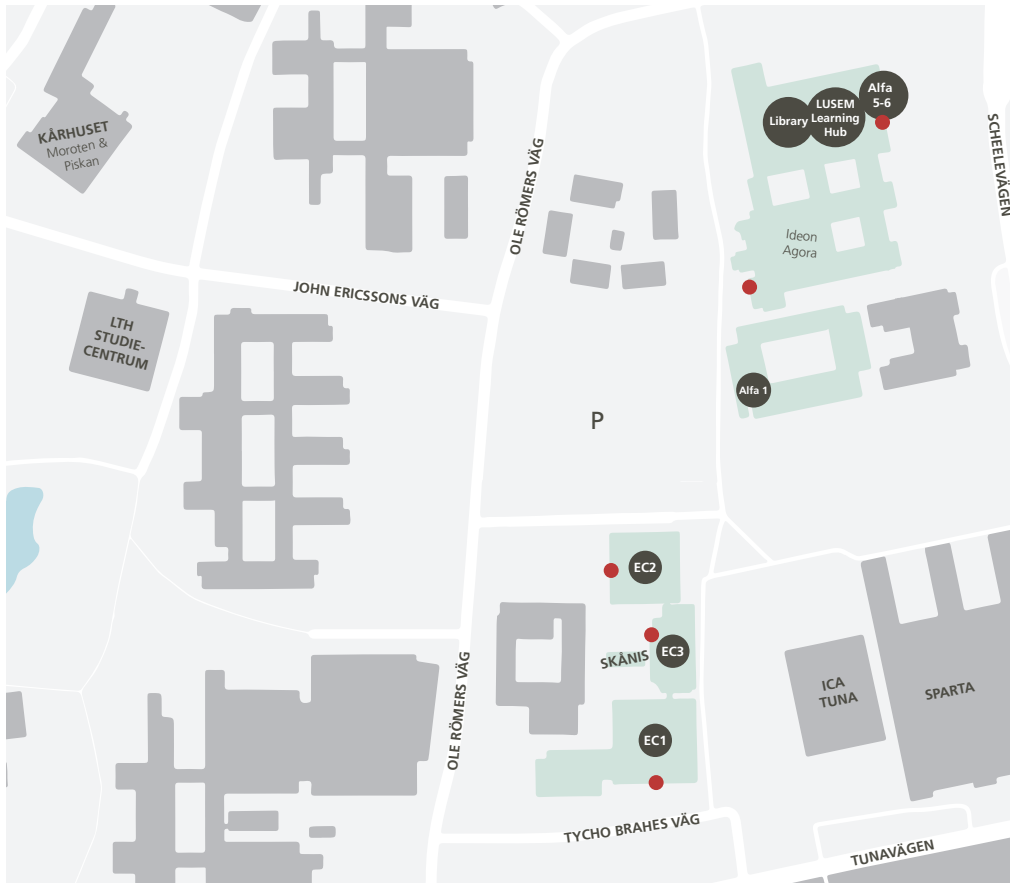 KÅRHUSET
Moroten &
Piskan
Library
LUSEM
Learning
Hub
Alfa
5-6
SCHEELEVÄGEN
OLE RÖMERS VÄG
Ideon
Agora
JOHN ERICSSONS VÄG
LTH
STUDIE-
CENTRUM
Alfa 1
P
EC2
SKÅNIS
EC3
OLE RÖMERS VÄG
ICA
TUNA
SPARTA
EC1
TYCHO BRAHES VÄG
TUNAVÄGEN